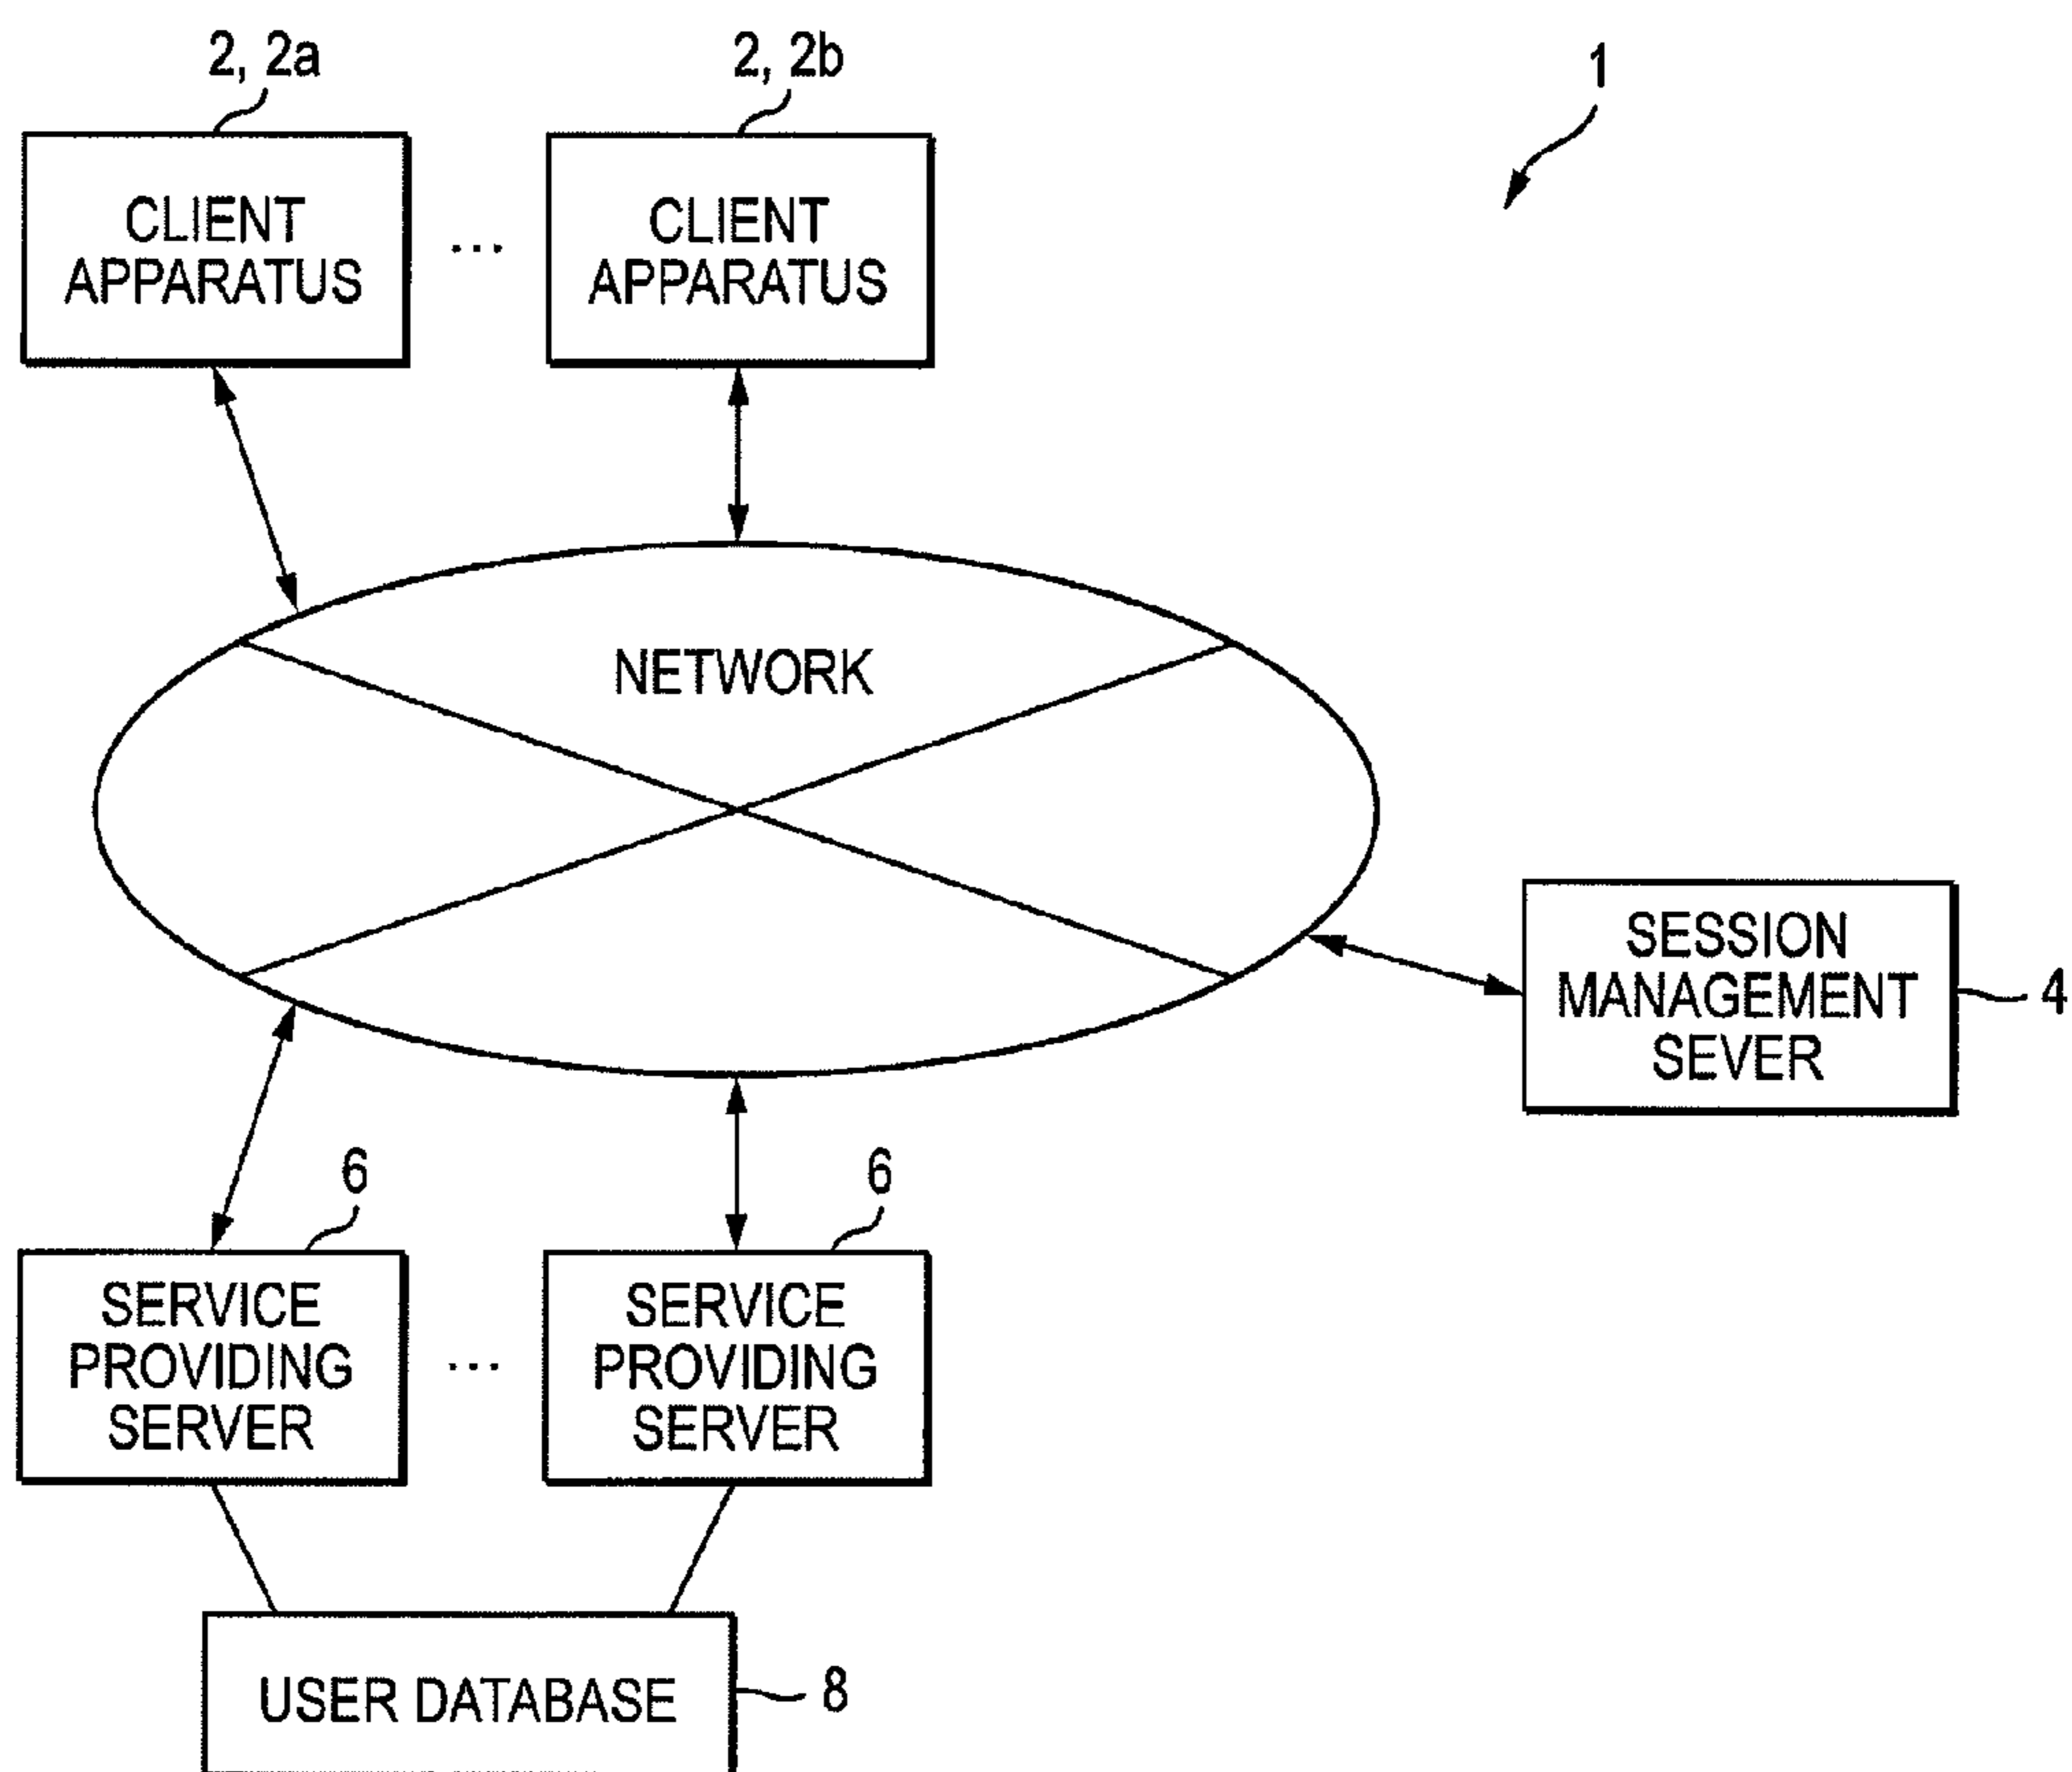 2, 2a
2, 2b
1
CLIENT
APPARATUS
...
CLIENT
APPARATUS
NETWORK
SESSION
MANAGEMENT
SEVER
4
6
6
SERVICE
PROVIDING
SERVER
...
SERVICE
PROVIDING
SERVER
USER DATABASE
8